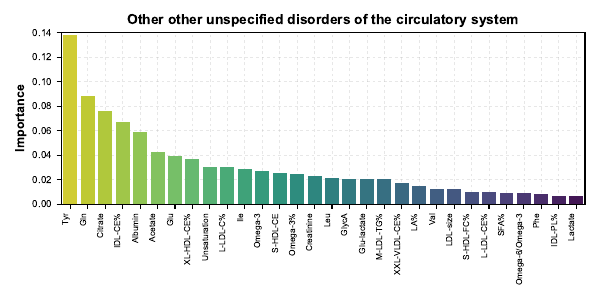 Other other unspecified disorders of the circulatory system
Importance
0.14
0.12
0.10
0.08
0.06
0.04
0.02
0.00
Tyr
Gln
Citrate
IDL-CE%
Albumin
Acetate
Glu
XL-HDL-CE%
Unsaturation
L-LDL-C%
Ile
Omega-3
S-HDL-CE
Omega-3%
Creatinine
Leu
GlycA
Glu-lactate
M-LDL-TG%
XXL-VLDL-CE%
LA%
Val
LDL-size
S-HDL-FC%
L-LDL-CE%
SFA%
Omega-6/Omega-3
Phe
IDL-PL%
Lactate